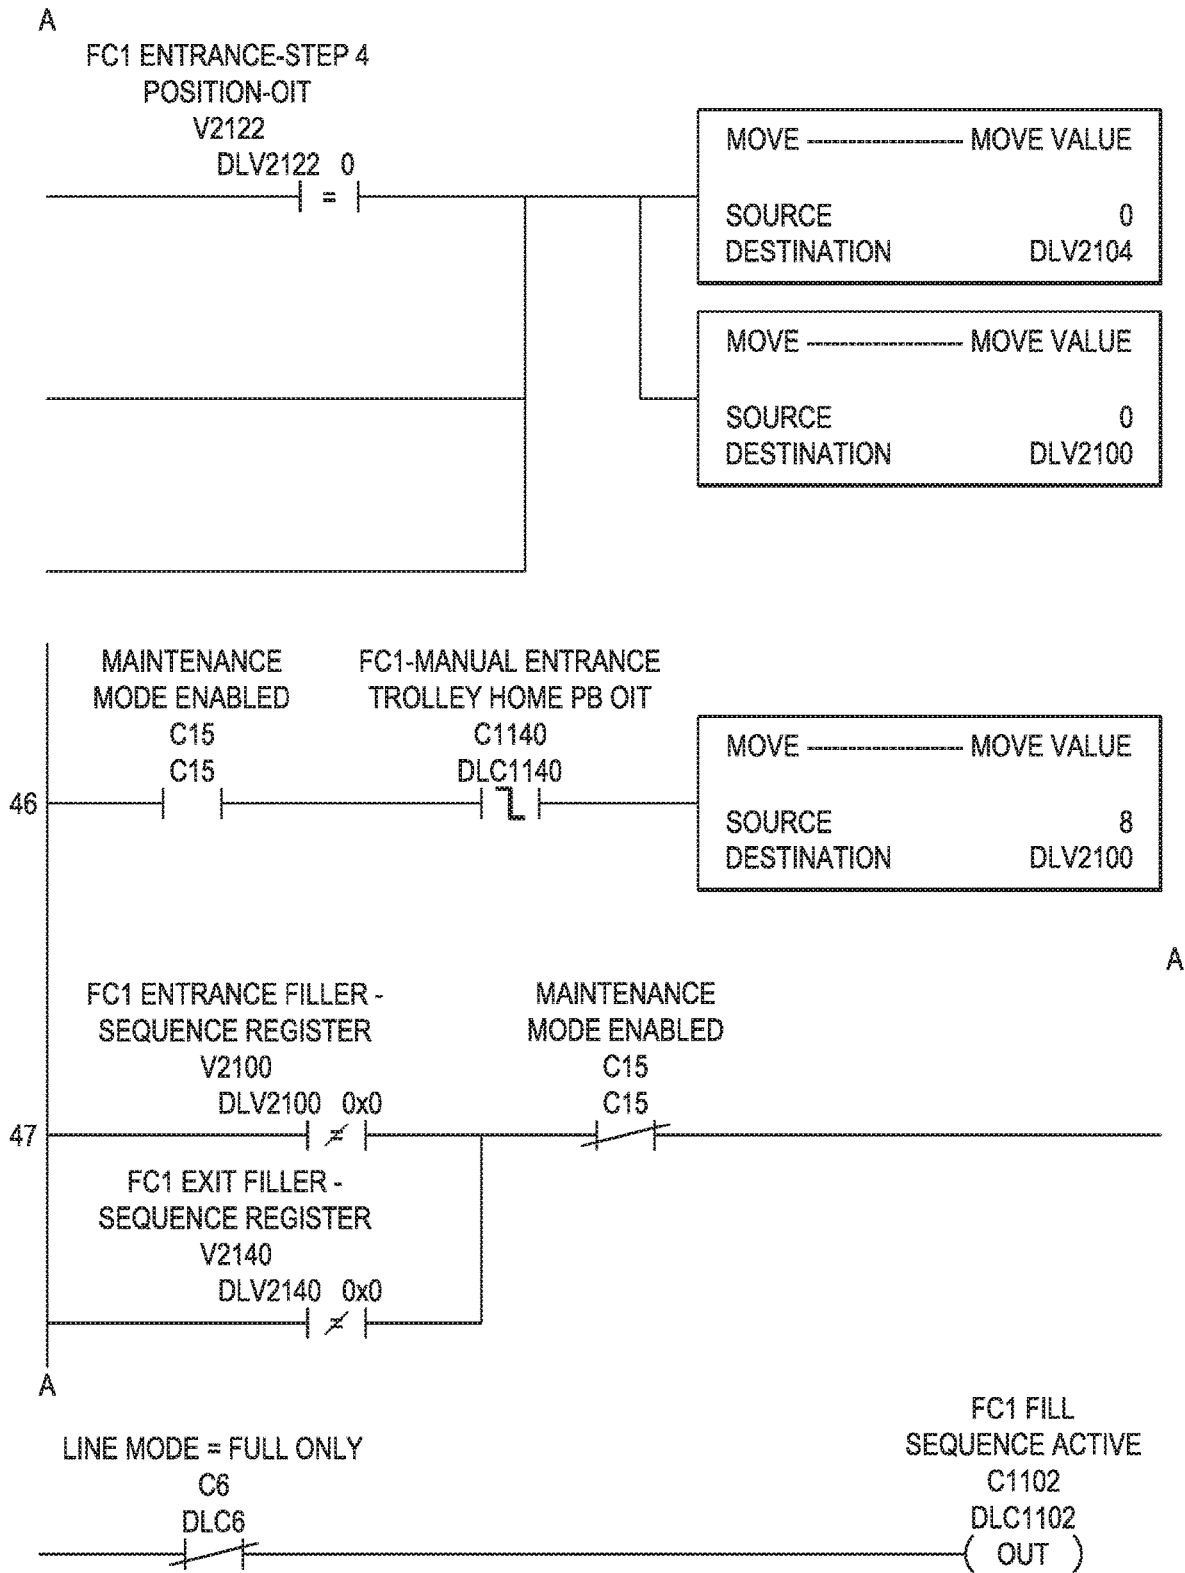 A
FC1 ENTRANCE-STEP 4
POSITION-OIT
V2122
DLV2122 0
=
MOVE ---------------------- MOVE VALUE
SOURCE 0
DESTINATION DLV2104
MOVE ---------------------- MOVE VALUE
SOURCE 0
DESTINATION DLV2100
MAINTENANCE
MODE ENABLED
C15
C15
FC1-MANUAL ENTRANCE
TROLLEY HOME PB OIT
C1140
DLC1140
46
MOVE ---------------------- MOVE VALUE
SOURCE 8
DESTINATION DLV2100
A
FC1 ENTRANCE FILLER -
SEQUENCE REGISTER
V2100
DLV2100 0x0
≠
MAINTENANCE
MODE ENABLED
C15
C15
47
FC1 EXIT FILLER -
SEQUENCE REGISTER
V2140
DLV2140 0x0
≠
A
LINE MODE = FULL ONLY
C6
DLC6
FC1 FILL
SEQUENCE ACTIVE
C1102
DLC1102
( OUT )